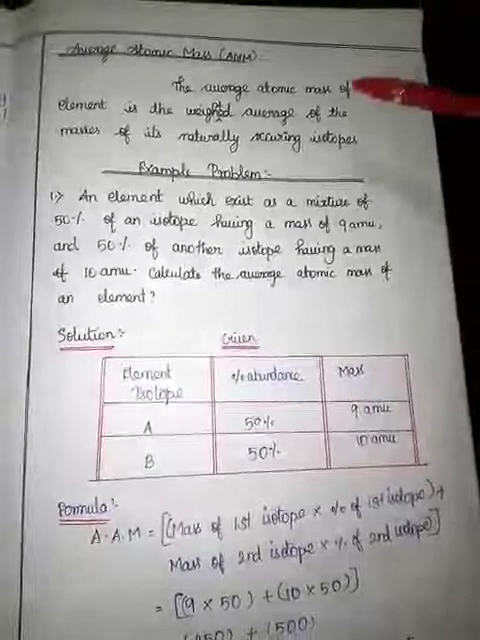 Average Atomic Mass (AAM)
The average atomic mass of
element is the weighted average of the
masses of its naturally occuring isotopes
Example Problem:-
1.> An element which exist as a mixture of
50% of an isotope having a mass of 9 amu,
and 50% of another isotope having a mass
of 10 amu. Calculate the average atomic mass of
an element?
Solution:- Given
Element Isotope % abundance Mass
A 50% 9 amu
B 50% 10 amu
Formula:-
A.A.M = [(Mass of 1st isotope x % of 1st isotope) +
Mass of 2nd isotope x % of 2nd isotope)]
= [(9 x 50) + (10 x 50)]
(450) + (500)